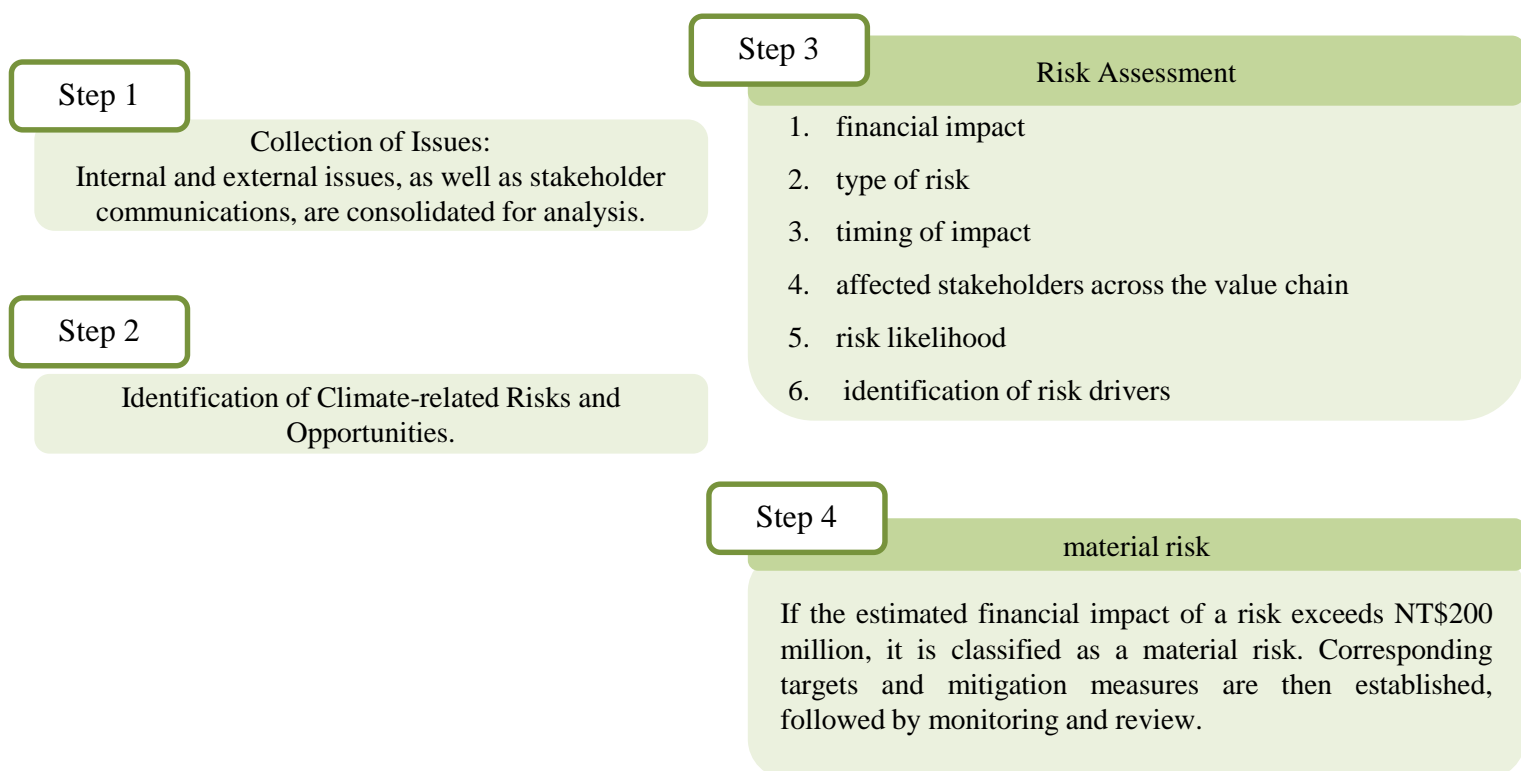 Step 1
Collection of Issues:
Internal and external issues, as well as stakeholder
communications, are consolidated for analysis.
Step 2
Identification of Climate-related Risks and
Opportunities.
Step 3
Risk Assessment
1. financial impact
2. type of risk
3. timing of impact
4. affected stakeholders across the value chain
5. risk likelihood
6. identification of risk drivers
Step 4
material risk
If the estimated financial impact of a risk exceeds NT$200
million, it is classified as a material risk. Corresponding
targets and mitigation measures are then established,
followed by monitoring and review.